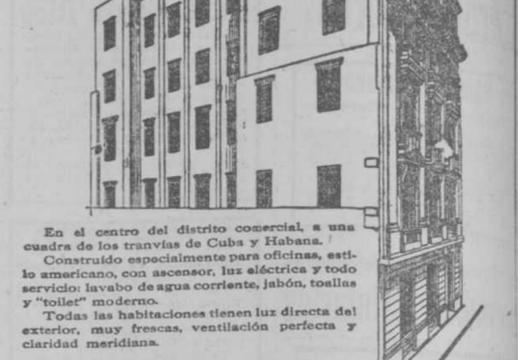 En el centro del distrito comercial, a una
cuadra de los tranvías de Cuba y Habana.
Construído especialmente para oficinas, esti-
lo americano, con ascensor, luz eléctrica y todo
servicio: lavabo de agua corriente, jabón, toallas
y "toilet" moderno.
Todas las habitaciones tienen luz directa del
exterior, muy frescas, ventilación perfecta y
claridad meridiana.